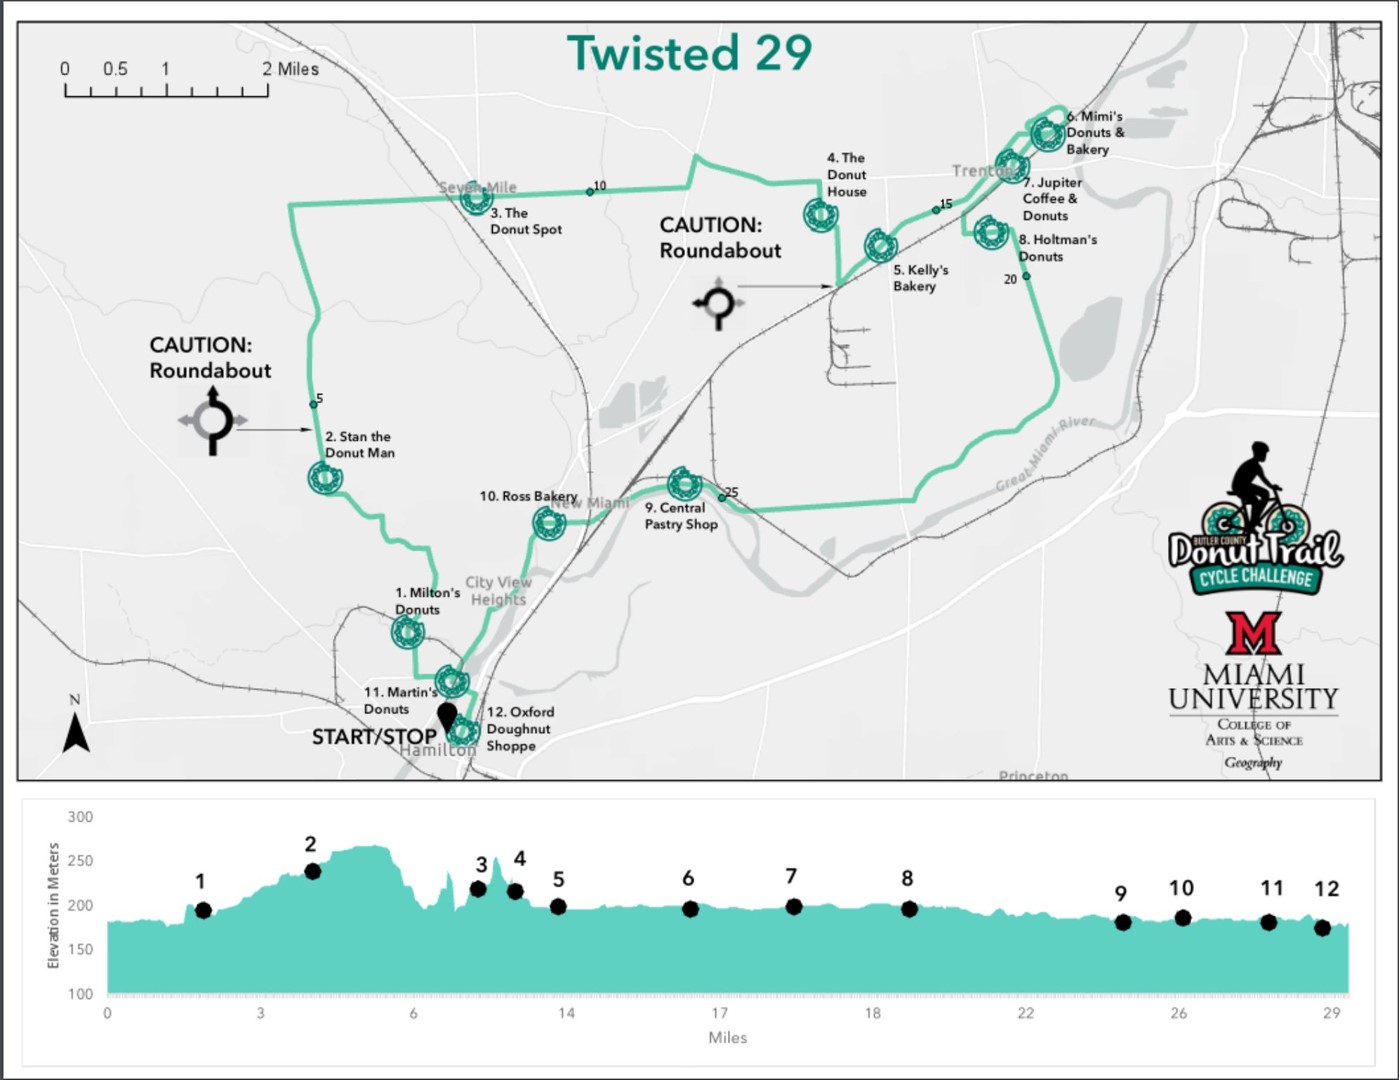 Twisted 29
0 0.5 1 2 Miles
6. Mimi's
Donuts &
Bakery
4. The
Donut
House
Trenton
7. Jupiter
Coffee &
Donuts
Seven Mile
10
3. The
Donut Spot
15
CAUTION:
Roundabout
8. Holtman's
Donuts
5. Kelly's
Bakery
20
CAUTION:
Roundabout
5
2. Stan the
Donut Man
Great Miami River
10. Ross Bakery
New Miami
25
9. Central
Pastry Shop
BUTLER COUNTY
Donut Trail
CYCLE CHALLENGE
City View
Heights
1. Milton's
Donuts
M
MIAMI
UNIVERSITY
COLLEGE OF
ARTS & SCIENCE
Geography
N
11. Martin's
Donuts
12. Oxford
Doughnut
Shoppe
START/STOP
Hamilton
Princeton
Elevation in Meters
300
250
200
150
100
1 2 3 4 5 6 7 8 9 10 11 12
0 3 6 14 17 18 22 26 29
Miles